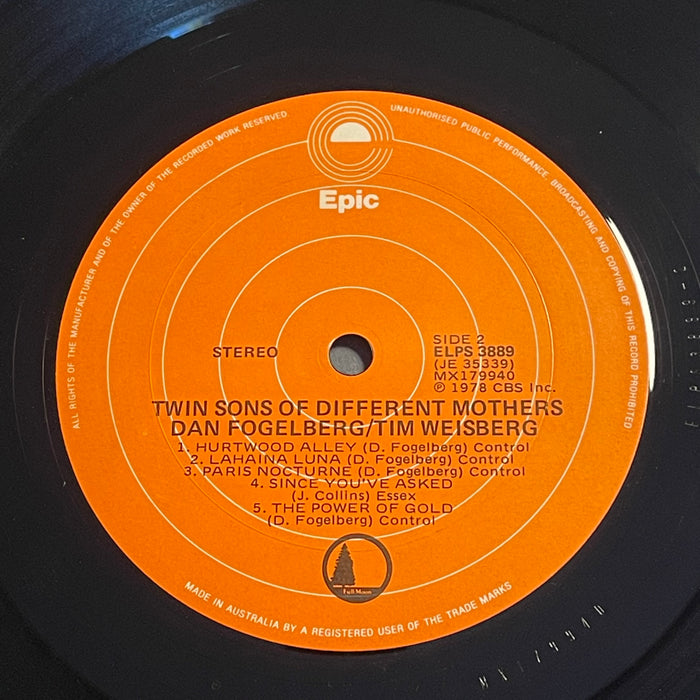 ALL RIGHTS OF THE MANUFACTURER AND OF THE OWNER OF THE RECORDED WORK RESERVED.
UNAUTHORISED PUBLIC PERFORMANCE, BROADCASTING AND COPYING OF THIS RECORD PROHIBITED
Epic
STEREO
SIDE 2
ELPS 3889
(JE 35339)
MX179940
℗ 1978 CBS Inc.
TWIN SONS OF DIFFERENT MOTHERS
DAN FOGELBERG/TIM WEISBERG
1. HURTWOOD ALLEY (D. Fogelberg) Control
2. LAHAINA LUNA (D. Fogelberg) Control
3. PARIS NOCTURNE (D. Fogelberg) Control
4. SINCE YOU'VE ASKED
(J. Collins) Essex
5. THE POWER OF GOLD
(D. Fogelberg) Control
Full Moon
MADE IN AUSTRALIA BY A REGISTERED USER OF THE TRADE MARKS
MX179940